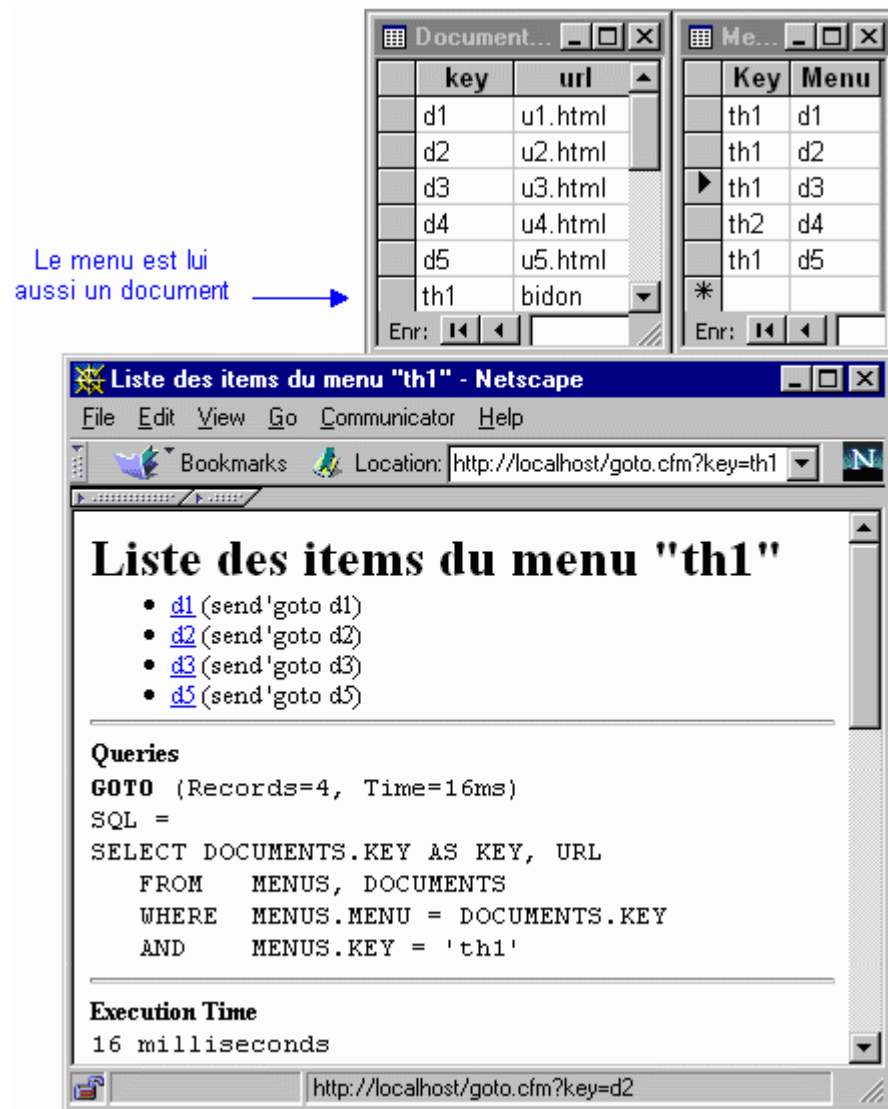 Document...
key url
d1 u1.html
d2 u2.html
d3 u3.html
d4 u4.html
d5 u5.html
th1 bidon
Enr:
Me...
Key Menu
th1 d1
th1 d2
th1 d3
th2 d4
th1 d5
Enr:
Le menu est lui
aussi un document
Liste des items du menu "th1" - Netscape
File Edit View Go Communicator Help
Bookmarks Location: http://localhost/goto.cfm?key=th1 N
Liste des items du menu "th1"
• d1 (send'goto d1)
• d2 (send'goto d2)
• d3 (send'goto d3)
• d5 (send'goto d5)
Queries
GOTO (Records=4, Time=16ms)
SQL =
SELECT DOCUMENTS.KEY AS KEY, URL
FROM MENUS, DOCUMENTS
WHERE MENUS.MENU = DOCUMENTS.KEY
AND MENUS.KEY = 'th1'
Execution Time
16 milliseconds
http://localhost/goto.cfm?key=d2